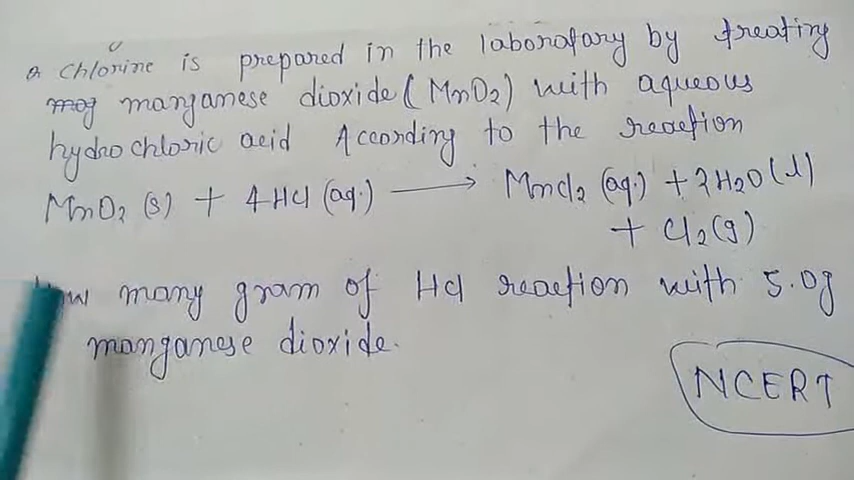 Q. Chlorine is prepared in the laboratary by treating
manganese dioxide (MnO2) with aqueous
hydrochloric acid According to the reaction
MnO2 (s) + 4HCl (aq.) ⟶ Mncl2 (aq.) + 2H2O (l)
+ Cl2 (g)
many gram of HCl reaction with 5.0g
manganese dioxide.
NCERT